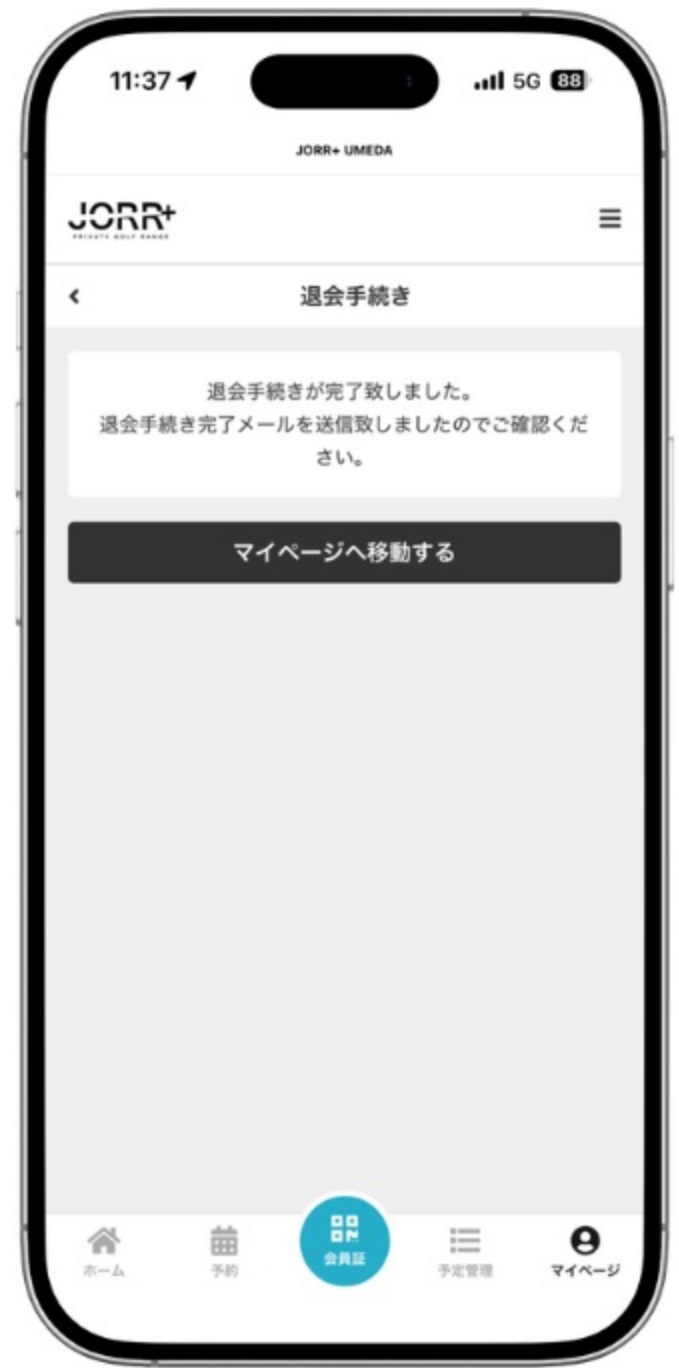 11:37
5G 88
JORR+ UMEDA
JORR+
PRIVATE GOLF RANGE
退会手続き
退会手続きが完了致しました。
退会手続き完了メールを送信致しましたのでご確認くだ
さい。
マイページへ移動する
ホーム
予約
会員証
予定管理
マイページ